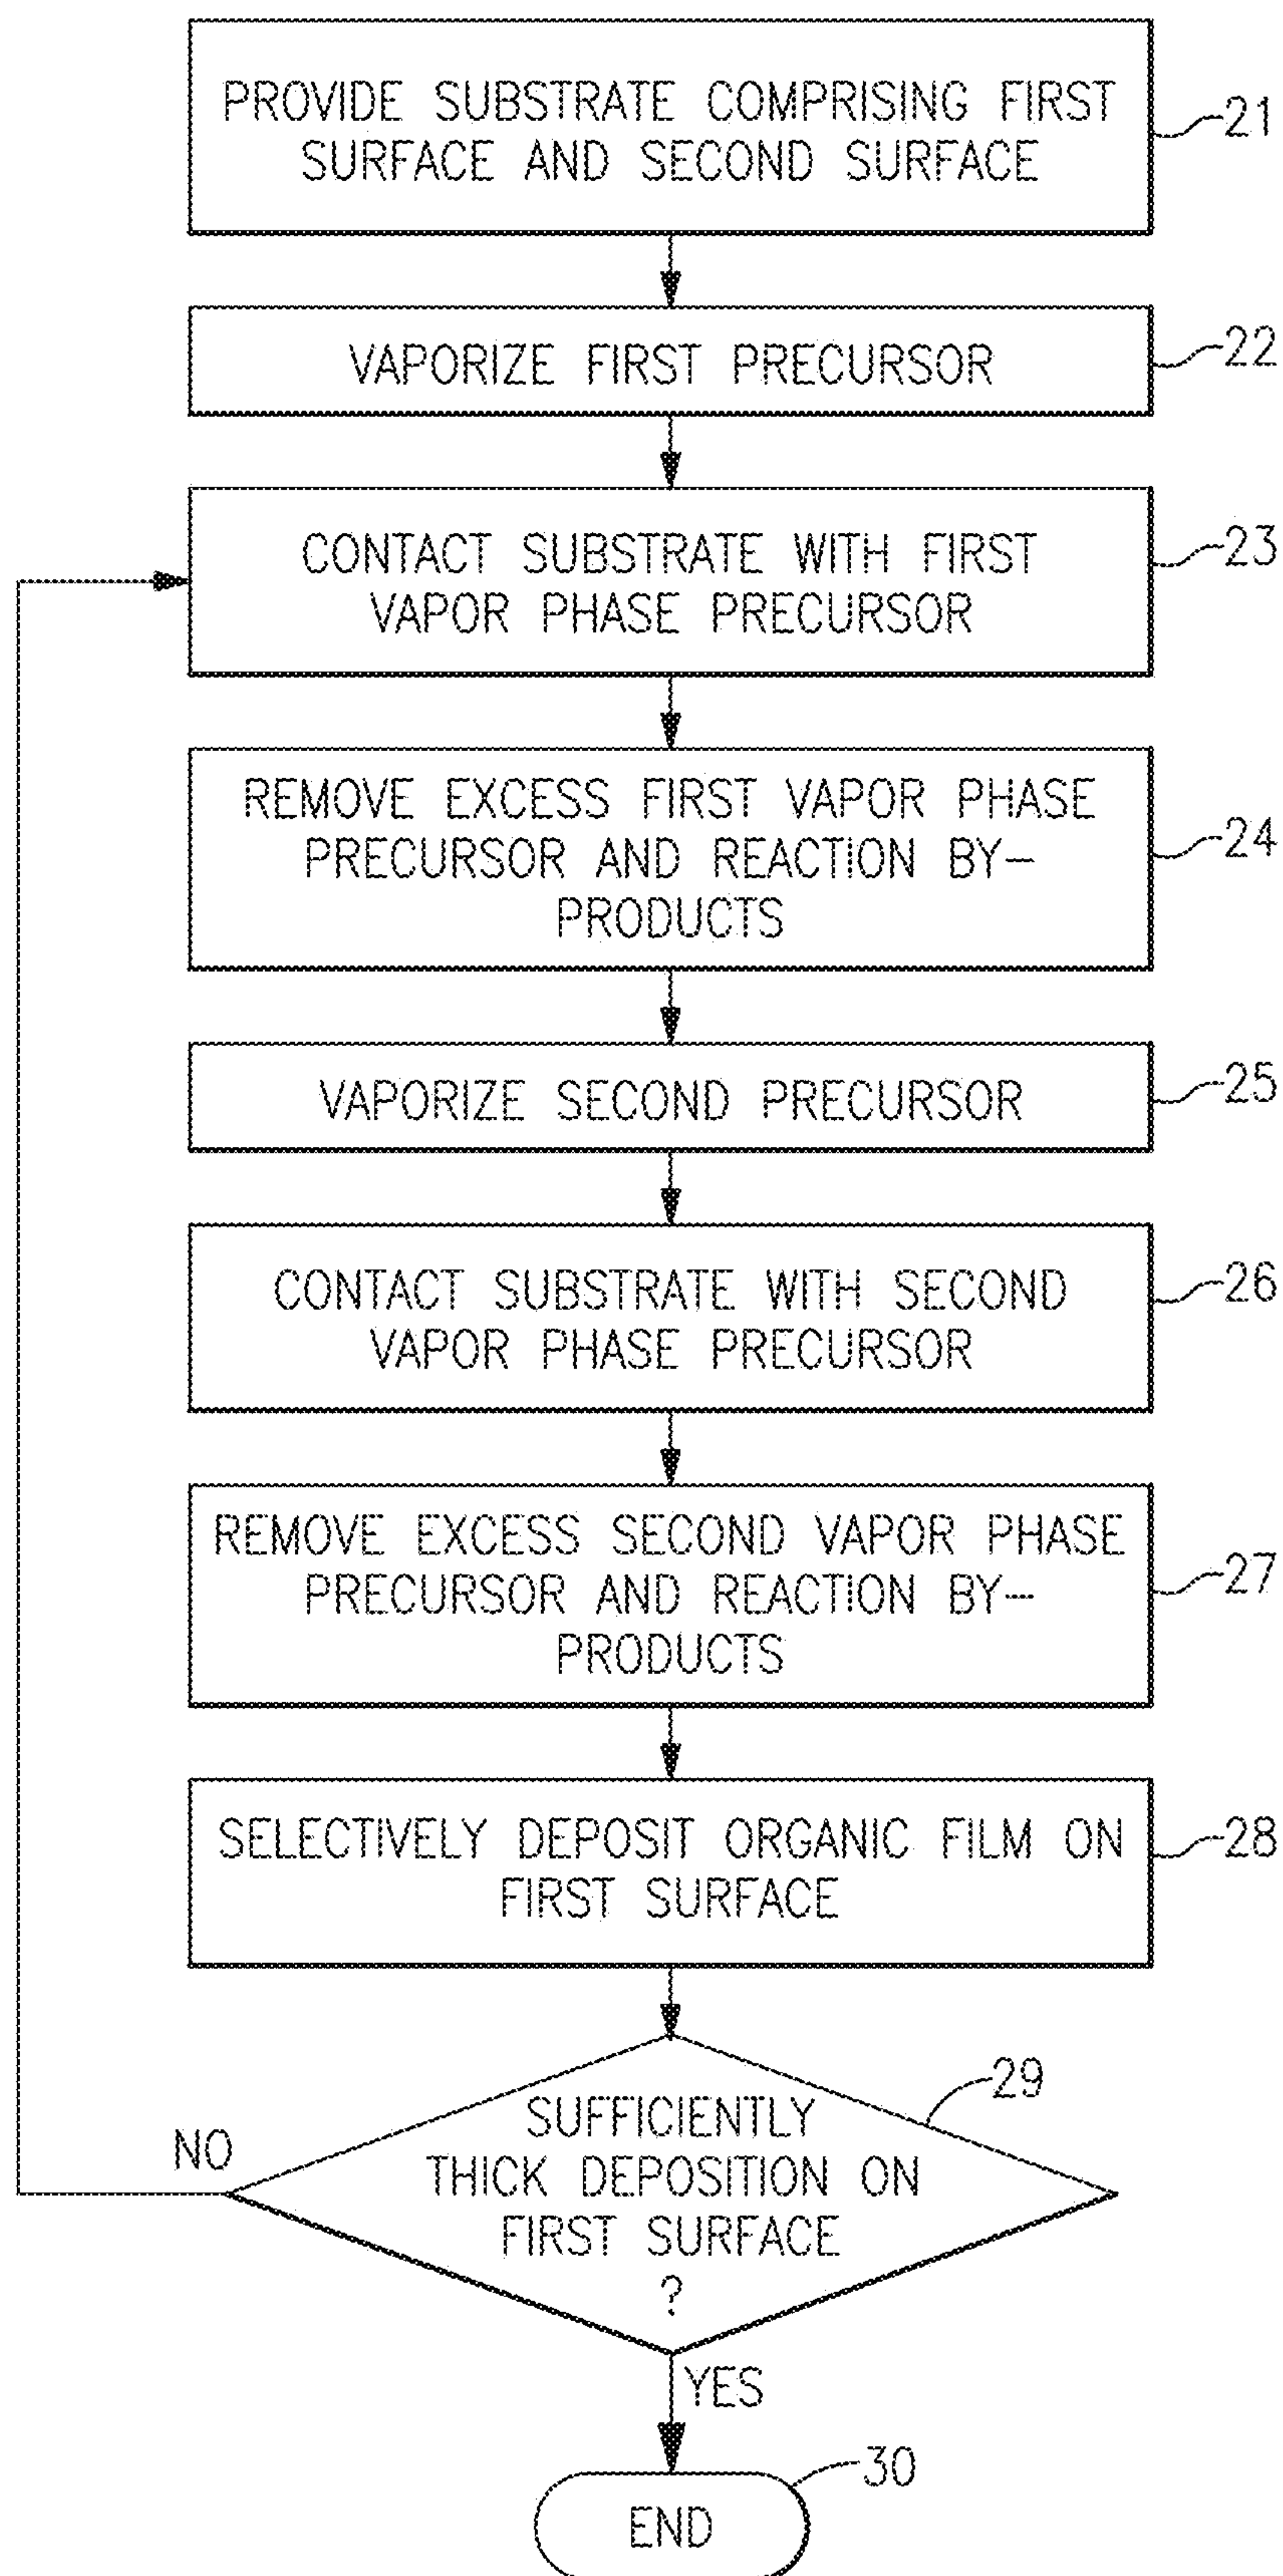 PROVIDE SUBSTRATE COMPRISING FIRST
SURFACE AND SECOND SURFACE
21
VAPORIZE FIRST PRECURSOR
22
CONTACT SUBSTRATE WITH FIRST
VAPOR PHASE PRECURSOR
23
REMOVE EXCESS FIRST VAPOR PHASE
PRECURSOR AND REACTION BY-
PRODUCTS
24
VAPORIZE SECOND PRECURSOR
25
CONTACT SUBSTRATE WITH SECOND
VAPOR PHASE PRECURSOR
26
REMOVE EXCESS SECOND VAPOR PHASE
PRECURSOR AND REACTION BY-
PRODUCTS
27
SELECTIVELY DEPOSIT ORGANIC FILM ON
FIRST SURFACE
28
SUFFICIENTLY
THICK DEPOSITION ON
FIRST SURFACE
?
29
NO
YES
END
30